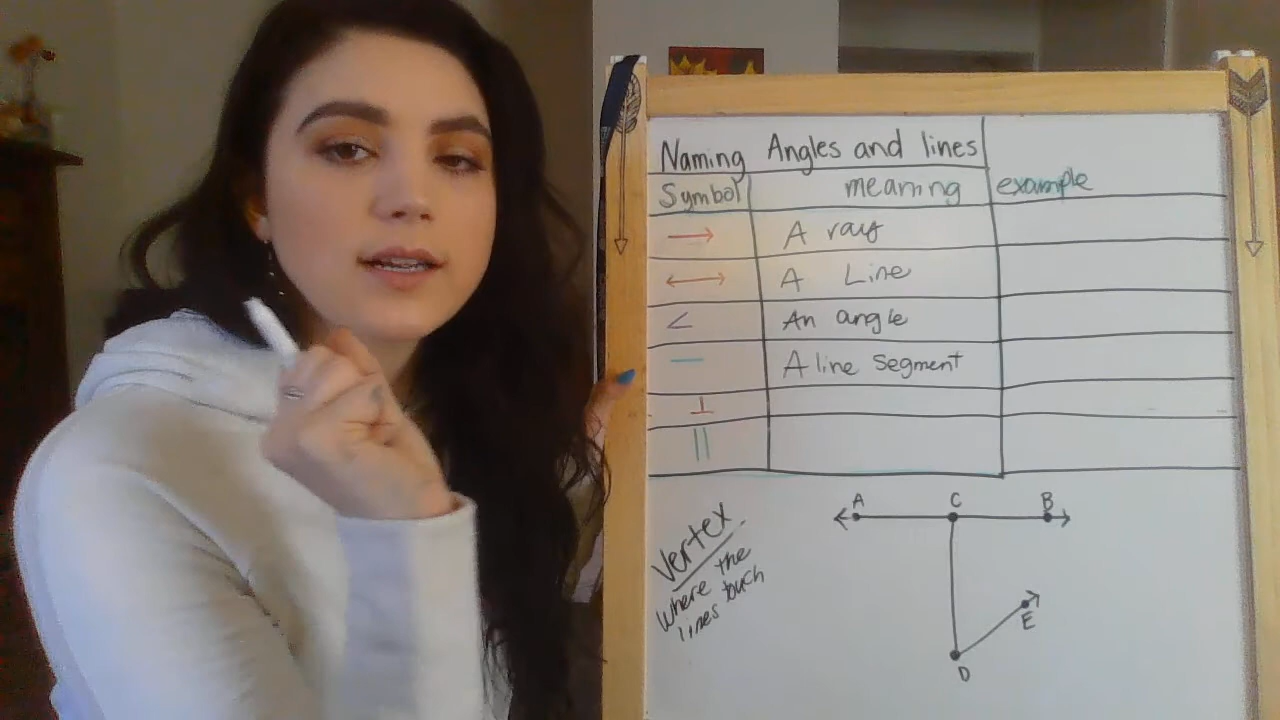 Naming Angles and lines
Symbol meaning example
→ A ray
↔ A Line
∠ An angle
— A line segment
⊥
||
Vertex
Where the
lines touch
A C B
E
D